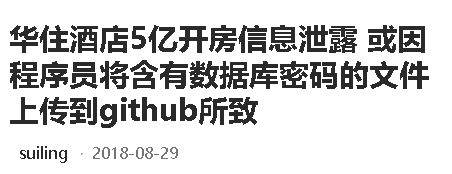 华住酒店5亿开房信息泄露 或因
程序员将含有数据库密码的文件
上传到github所致
suiling · 2018-08-29